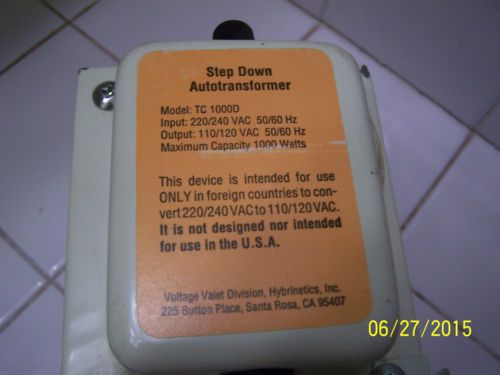 Step Down
Autotransformer
Model: TC 1000D
Input: 220/240 VAC 50/60 Hz
Output: 110/120 VAC 50/60 Hz
Maximum Capacity 1000 Watts
This device is intended for use
ONLY in foreign countries to con-
vert 220/240 VAC to 110/120 VAC.
It is not designed nor intended
for use in the U.S.A.
Voltage Valet Division, Hybrinetics, Inc.
225 Sutton Place, Santa Rosa, CA 95407
06/27/2015